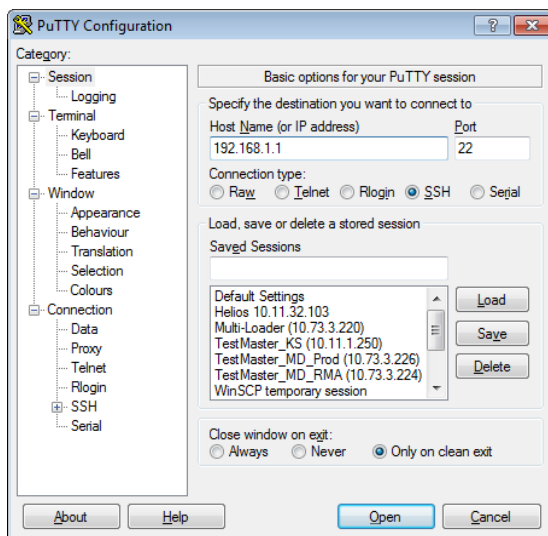 PuTTY Configuration
Category:
Session
Logging
Terminal
Keyboard
Bell
Features
Window
Appearance
Behaviour
Translation
Selection
Colours
Connection
Data
Proxy
Telnet
Rlogin
SSH
Serial
Basic options for your PuTTY session
Specify the destination you want to connect to
Host Name (or IP address) Port
192.168.1.1 22
Connection type:
Raw Telnet Rlogin SSH Serial
Load, save or delete a stored session
Saved Sessions
Default Settings
Helios 10.11.32.103
Multi-Loader (10.73.3.220)
TestMaster_KS (10.11.1.250)
TestMaster_MD_Prod (10.73.3.226)
TestMaster_MD_RMA (10.73.3.224)
WinSCP temporary session
Load
Save
Delete
Close window on exit:
Always Never Only on clean exit
About Help Open Cancel